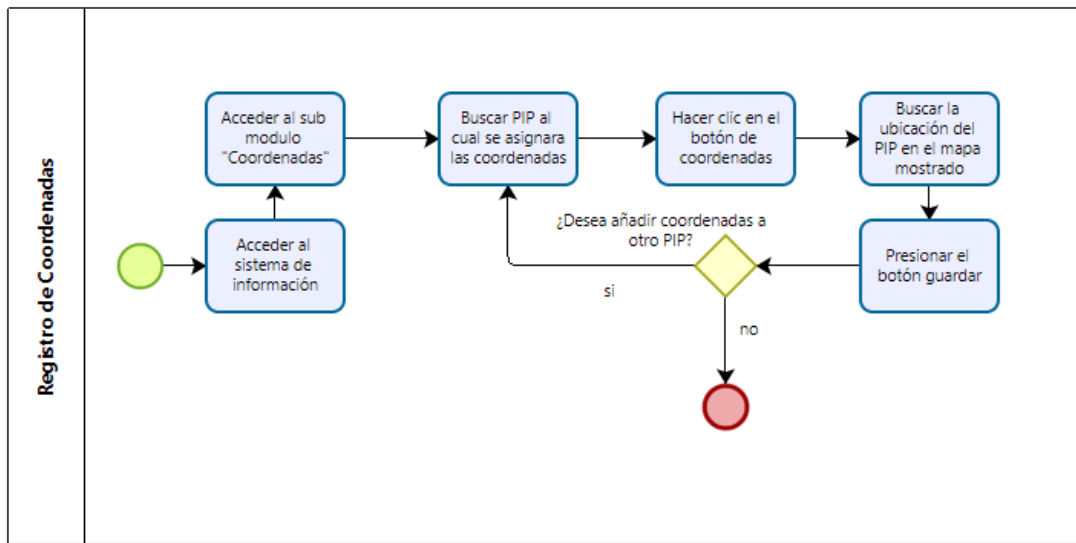 Registro de Coordenadas
Acceder al sistema de
información
Acceder al sub
modulo
"Coordenadas"
Buscar PIP al
cual se asignara
las coordenadas
Hacer clic en el
botón de
coordenadas
Buscar la
ubicación del
PIP en el mapa
mostrado
Presionar el
botón guardar
¿Desea añadir coordenadas a
otro PIP?
si
no